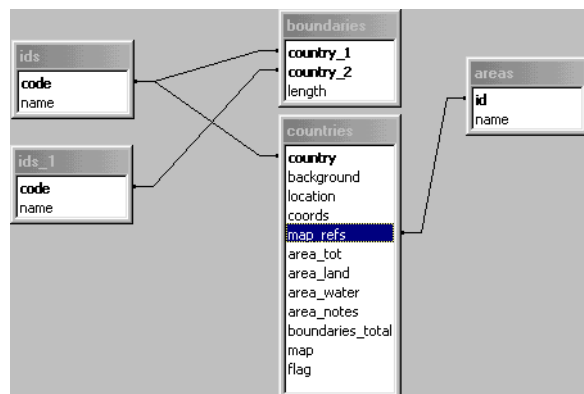 ids
code
name
ids_1
code
name
boundaries
country_1
country_2
length
countries
country
background
location
coords
map_refs
area_tot
area_land
area_water
area_notes
boundaries_total
map
flag
areas
id
name